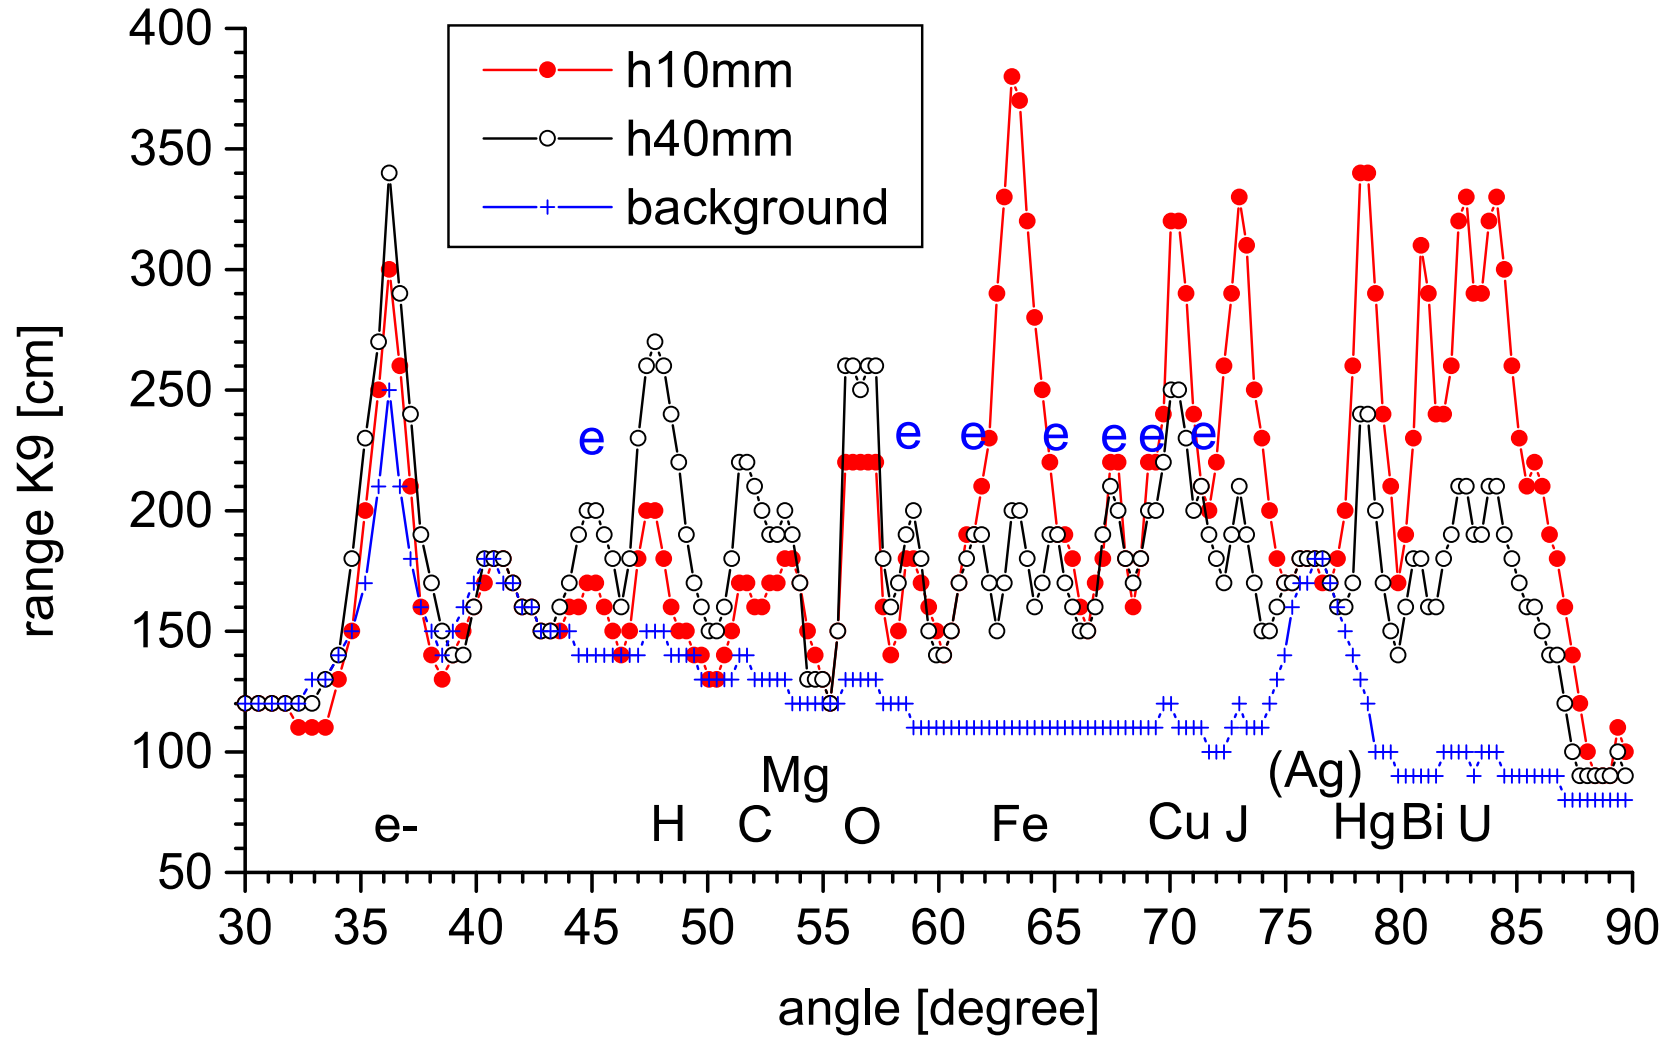 400
350
300
250
200
150
100
50
range K9 [cm]
h10mm
h40mm
background
e e e e e e e
Mg (Ag)
e- H C O Fe Cu J Hg Bi U
30 35 40 45 50 55 60 65 70 75 80 85 90
angle [degree]